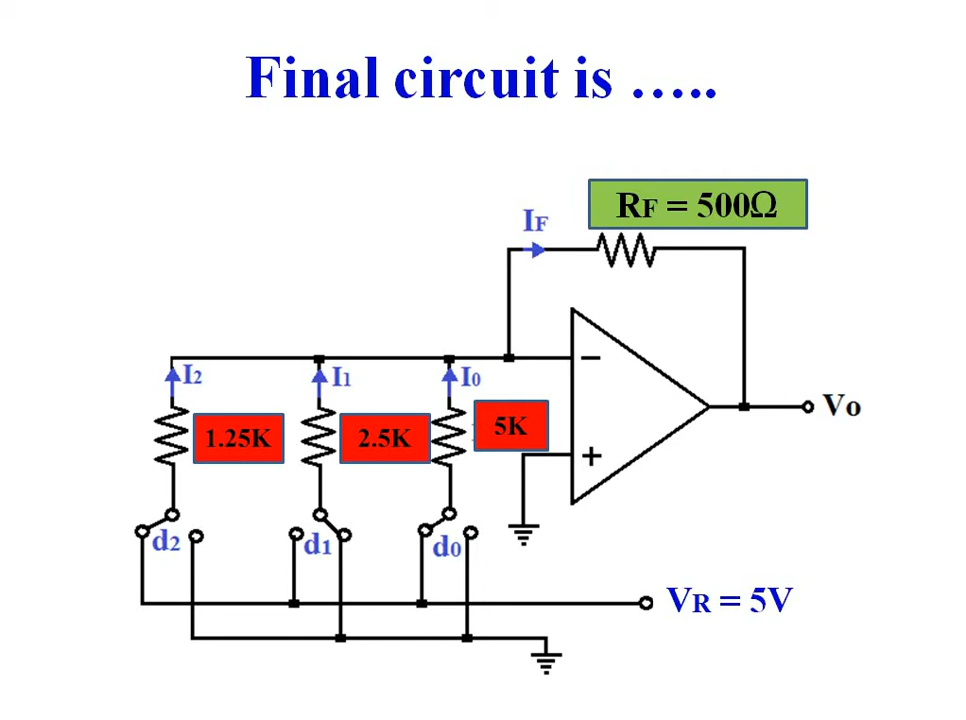 Final circuit is …..
RF = 500Ω
IF
I2
I1
I0
−
Vo
1.25K
2.5K
5K
+
d2
d1
d0
VR = 5V